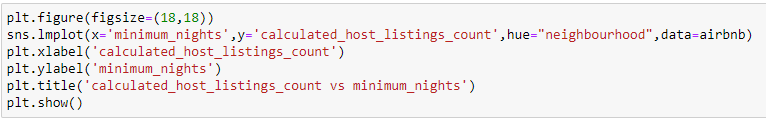 plt.figure(figsize=(18,18))
sns.lmplot(x='minimum_nights',y='calculated_host_listings_count',hue="neighbourhood",data=airbnb)
plt.xlabel('calculated_host_listings_count')
plt.ylabel('minimum_nights')
plt.title('calculated_host_listings_count vs minimum_nights')
plt.show()